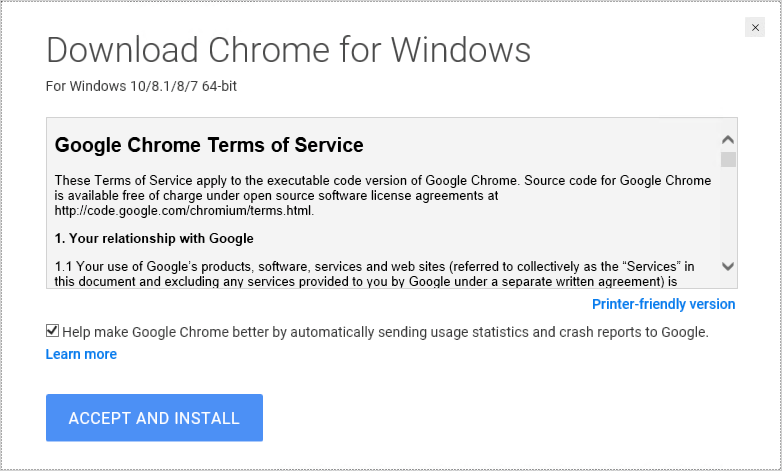 Download Chrome for Windows
For Windows 10/8.1/8/7 64-bit
Google Chrome Terms of Service
These Terms of Service apply to the executable code version of Google Chrome. Source code for Google Chrome
is available free of charge under open source software license agreements at
http://code.google.com/chromium/terms.html.
1. Your relationship with Google
1.1 Your use of Google’s products, software, services and web sites (referred to collectively as the “Services” in
this document and excluding any services provided to you by Google under a separate written agreement) is
Printer-friendly version
Help make Google Chrome better by automatically sending usage statistics and crash reports to Google.
Learn more
ACCEPT AND INSTALL